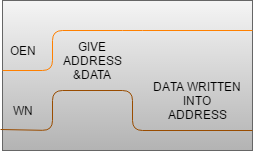 OEN
GIVE
ADDRESS
&DATA
WN
DATA WRITTEN
INTO
ADDRESS